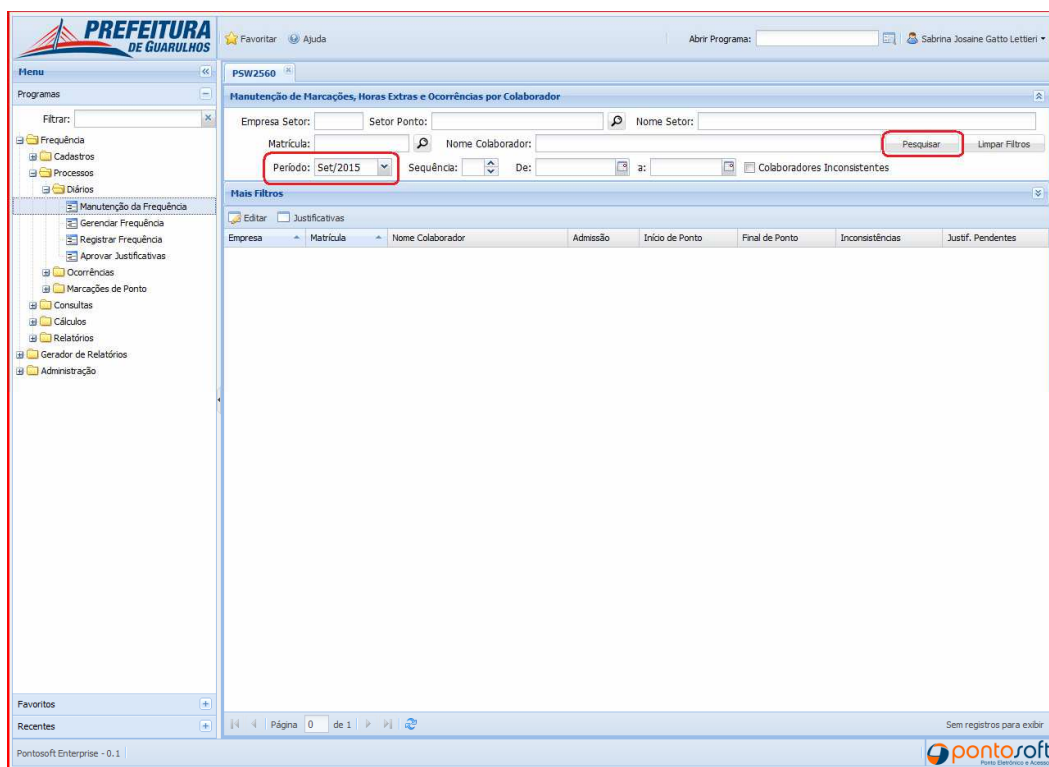 PREFEITURA
DE GUARULHOS
Favoritar Ajuda Abrir Programa: Sabrina Josaine Gatto Lettieri
Menu
PSW2560
Programas
Manutenção de Marcações, Horas Extras e Ocorrências por Colaborador
Filtrar:
Empresa Setor: Setor Ponto: Nome Setor:
Frequência
Matrícula: Nome Colaborador: Pesquisar Limpar Filtros
Cadastros
Processos
Período: Set/2015 Sequência: De: a: Colaboradores Inconsistentes
Diários
Mais Filtros
Manutenção da Frequência
Editar Justificativas
Gerenciar Frequência
Empresa Matrícula Nome Colaborador Admissão Início de Ponto Final de Ponto Inconsistências Justif. Pendentes
Registrar Frequência
Aprovar Justificativas
Ocorrências
Marcações de Ponto
Consultas
Cálculos
Relatórios
Gerador de Relatórios
Administração
Favoritos
Recentes
Página 0 de 1 Sem registros para exibir
Pontosoft Enterprise - 0.1
pontosoft
Ponto Eletrônico e Acesso